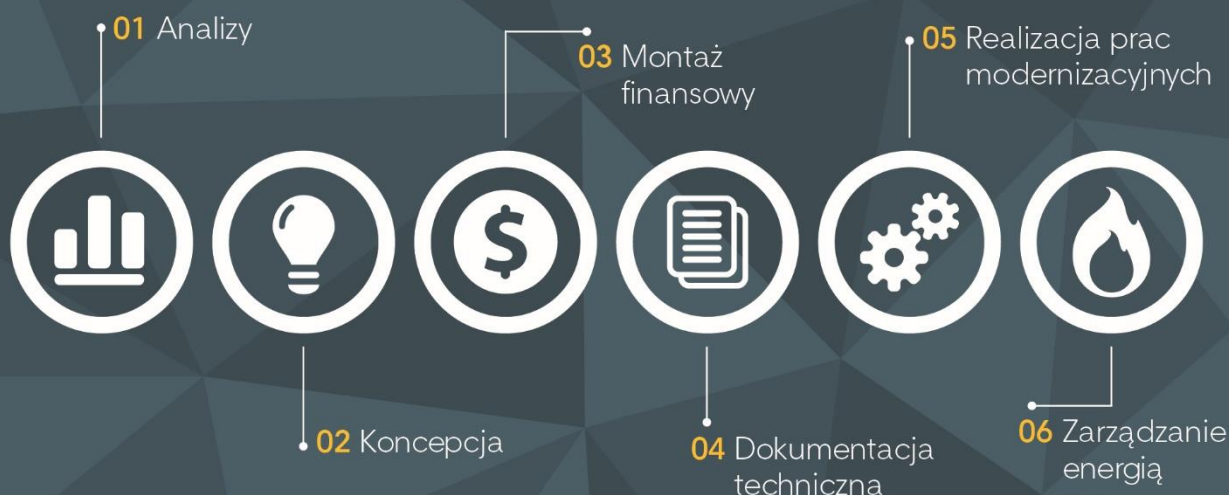 01 Analizy
02 Koncepcja
03 Montaż
finansowy
04 Dokumentacja
techniczna
05 Realizacja prac
modernizacyjnych
06 Zarządzanie
energią
$